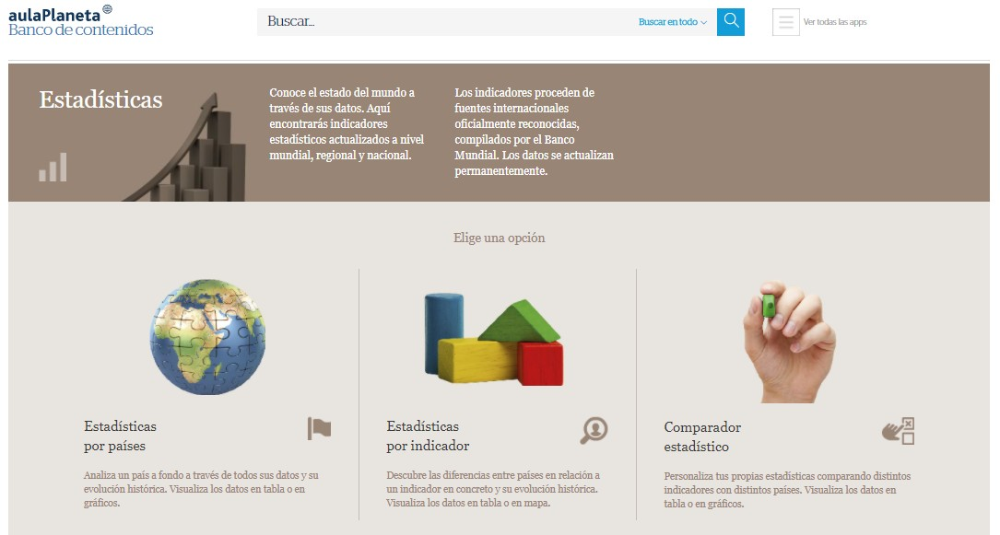 aulaPlaneta
Banco de contenidos
Buscar...
Buscar en todo
Ver todas las apps
Estadísticas
Conoce el estado del mundo a
través de sus datos. Aquí
encontrarás indicadores
estadísticos actualizados a nivel
mundial, regional y nacional.
Los indicadores proceden de
fuentes internacionales
oficialmente reconocidas,
compilados por el Banco
Mundial. Los datos se actualizan
permanentemente.
Elige una opción
Estadísticas
por países
Analiza un país a fondo a través de todos sus datos y su
evolución histórica. Visualiza los datos en tabla o en
gráficos.
Estadísticas
por indicador
Descubre las diferencias entre países en relación a
un indicador en concreto y su evolución histórica.
Visualiza los datos en tabla o en mapa.
Comparador
estadístico
Personaliza tus propias estadísticas comparando distintos
indicadores con distintos países. Visualiza los datos en
tabla o en gráficos.